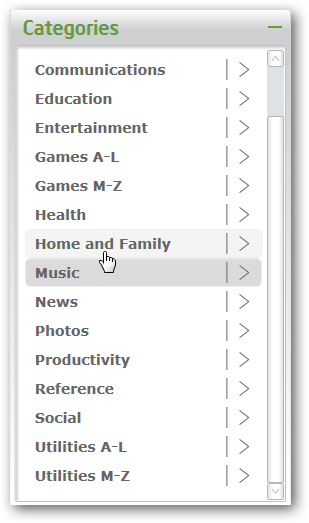 Categories
Communications
Education
Entertainment
Games A-L
Games M-Z
Health
Home and Family
Music
News
Photos
Productivity
Reference
Social
Utilities A-L
Utilities M-Z